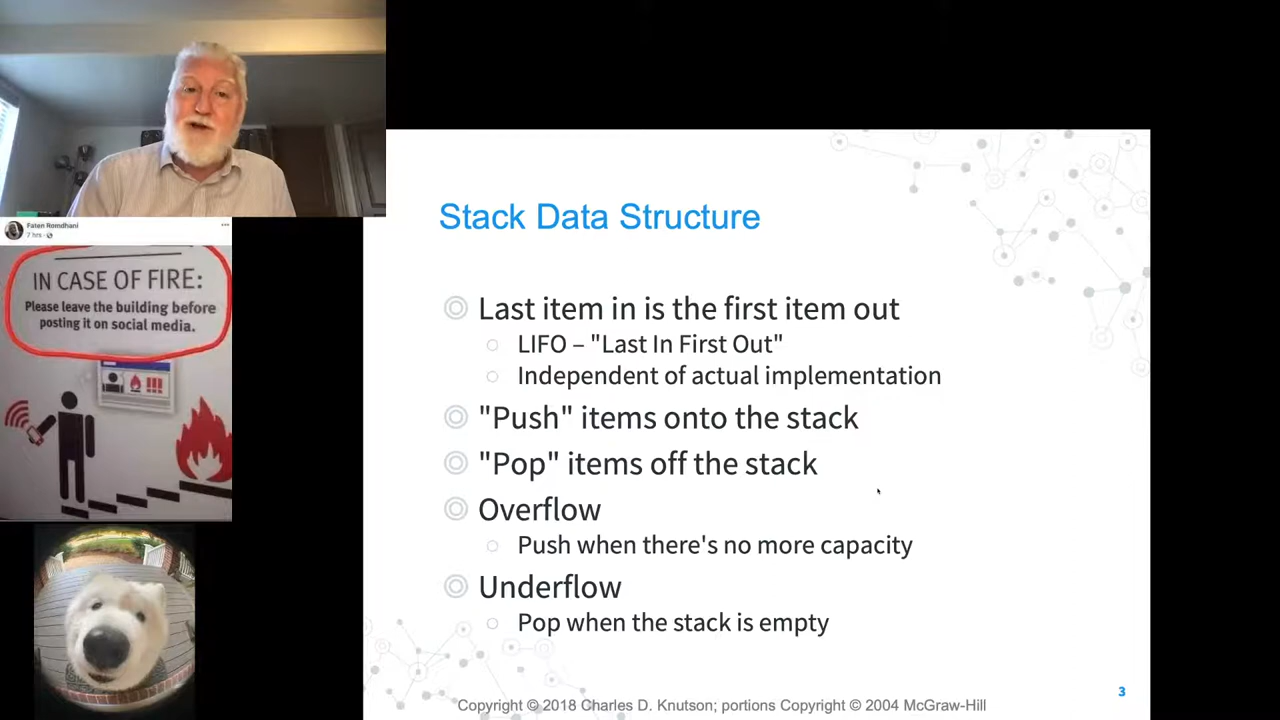 Faten Romdhani
7 hrs ·
IN CASE OF FIRE:
Please leave the building before
posting it on social media.
Stack Data Structure
Last item in is the first item out
LIFO – "Last In First Out"
Independent of actual implementation
"Push" items onto the stack
"Pop" items off the stack
Overflow
Push when there's no more capacity
Underflow
Pop when the stack is empty
3
Copyright © 2018 Charles D. Knutson; portions Copyright © 2004 McGraw-Hill